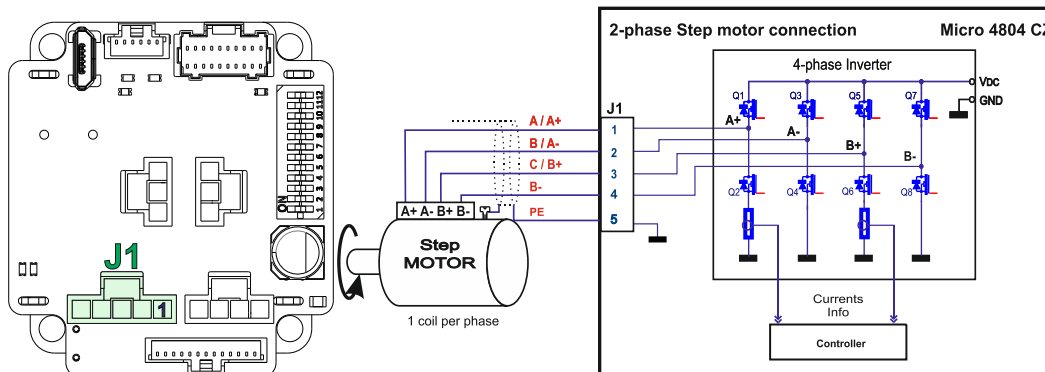 2-phase Step motor connection
Micro 4804 CZ
4-phase Inverter
VDC
GND
Q1
Q3
Q5
Q7
A+
A-
B+
B-
Q2
Q4
Q6
Q8
J1
1
2
3
4
5
A / A+
B / A-
C / B+
B-
PE
A+ A- B+ B-
Step
MOTOR
1 coil per phase
Currents
Info
Controller
J1
1
ON
1 2 3 4 5 6 7 8 9 10 11 12